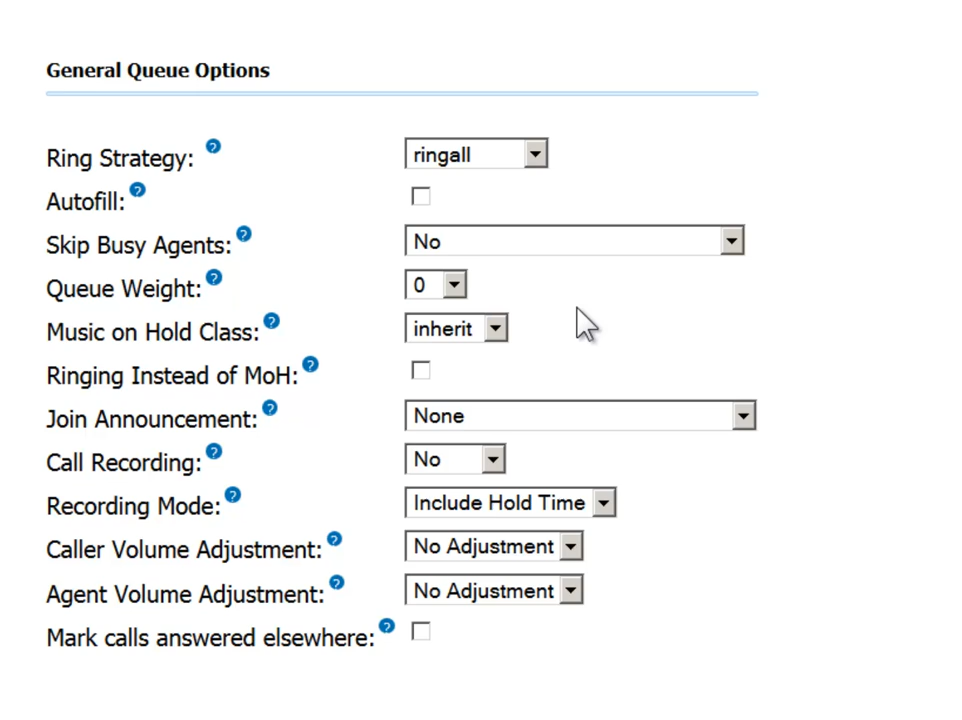 General Queue Options
Ring Strategy: ? ringall
Autofill: ?
Skip Busy Agents: ? No
Queue Weight: ? 0
Music on Hold Class: ? inherit
Ringing Instead of MoH: ?
Join Announcement: ? None
Call Recording: ? No
Recording Mode: ? Include Hold Time
Caller Volume Adjustment: ? No Adjustment
Agent Volume Adjustment: ? No Adjustment
Mark calls answered elsewhere: ?